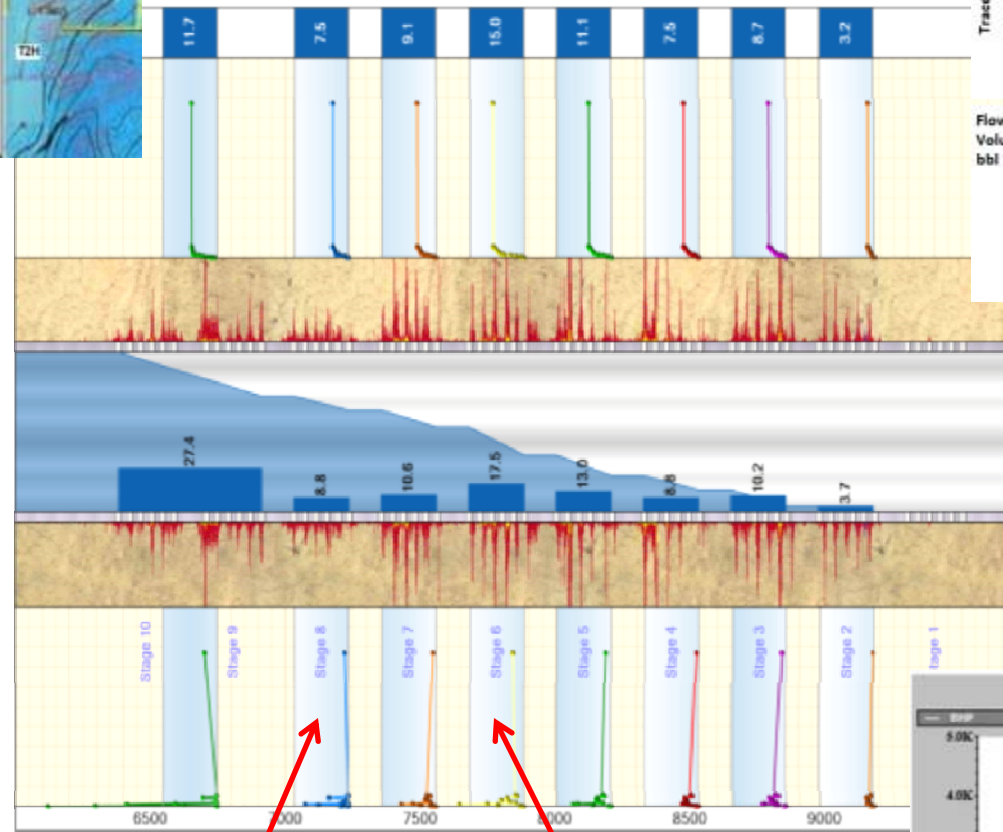 T2H
11.7 7.5 9.1 15.0 11.1 7.5 8.7 3.2
Trace
Flow
Volu
bbl
27.4 8.8 10.6 17.5 13.0 8.8 10.2 3.7
Stage 10 Stage 9 Stage 8 Stage 7 Stage 6 Stage 5 Stage 4 Stage 3 Stage 2 tage 1
BHP
5.0K
4.0K
6500 7000 7500 8000 8500 9000